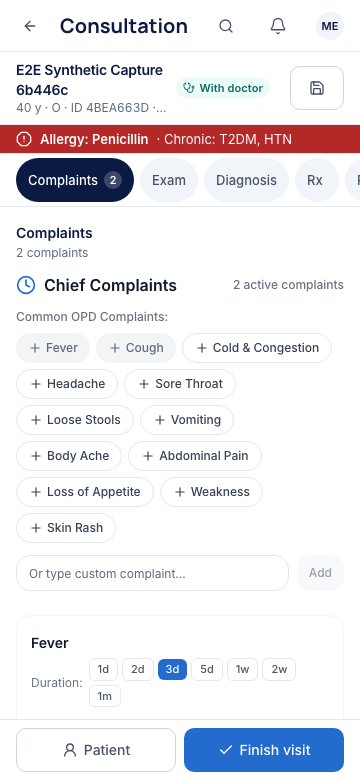 Consultation
ME
E2E Synthetic Capture
6b446c
40 y · O · ID 4BEA663D ·...
With doctor
Allergy: Penicillin · Chronic: T2DM, HTN
Complaints 2
Exam
Diagnosis
Rx
Complaints
2 complaints
Chief Complaints
2 active complaints
Common OPD Complaints:
+ Fever
+ Cough
+ Cold & Congestion
+ Headache
+ Sore Throat
+ Loose Stools
+ Vomiting
+ Body Ache
+ Abdominal Pain
+ Loss of Appetite
+ Weakness
+ Skin Rash
Or type custom complaint...
Add
Fever
Duration:
1d 2d 3d 5d 1w 2w
1m
Patient
Finish visit